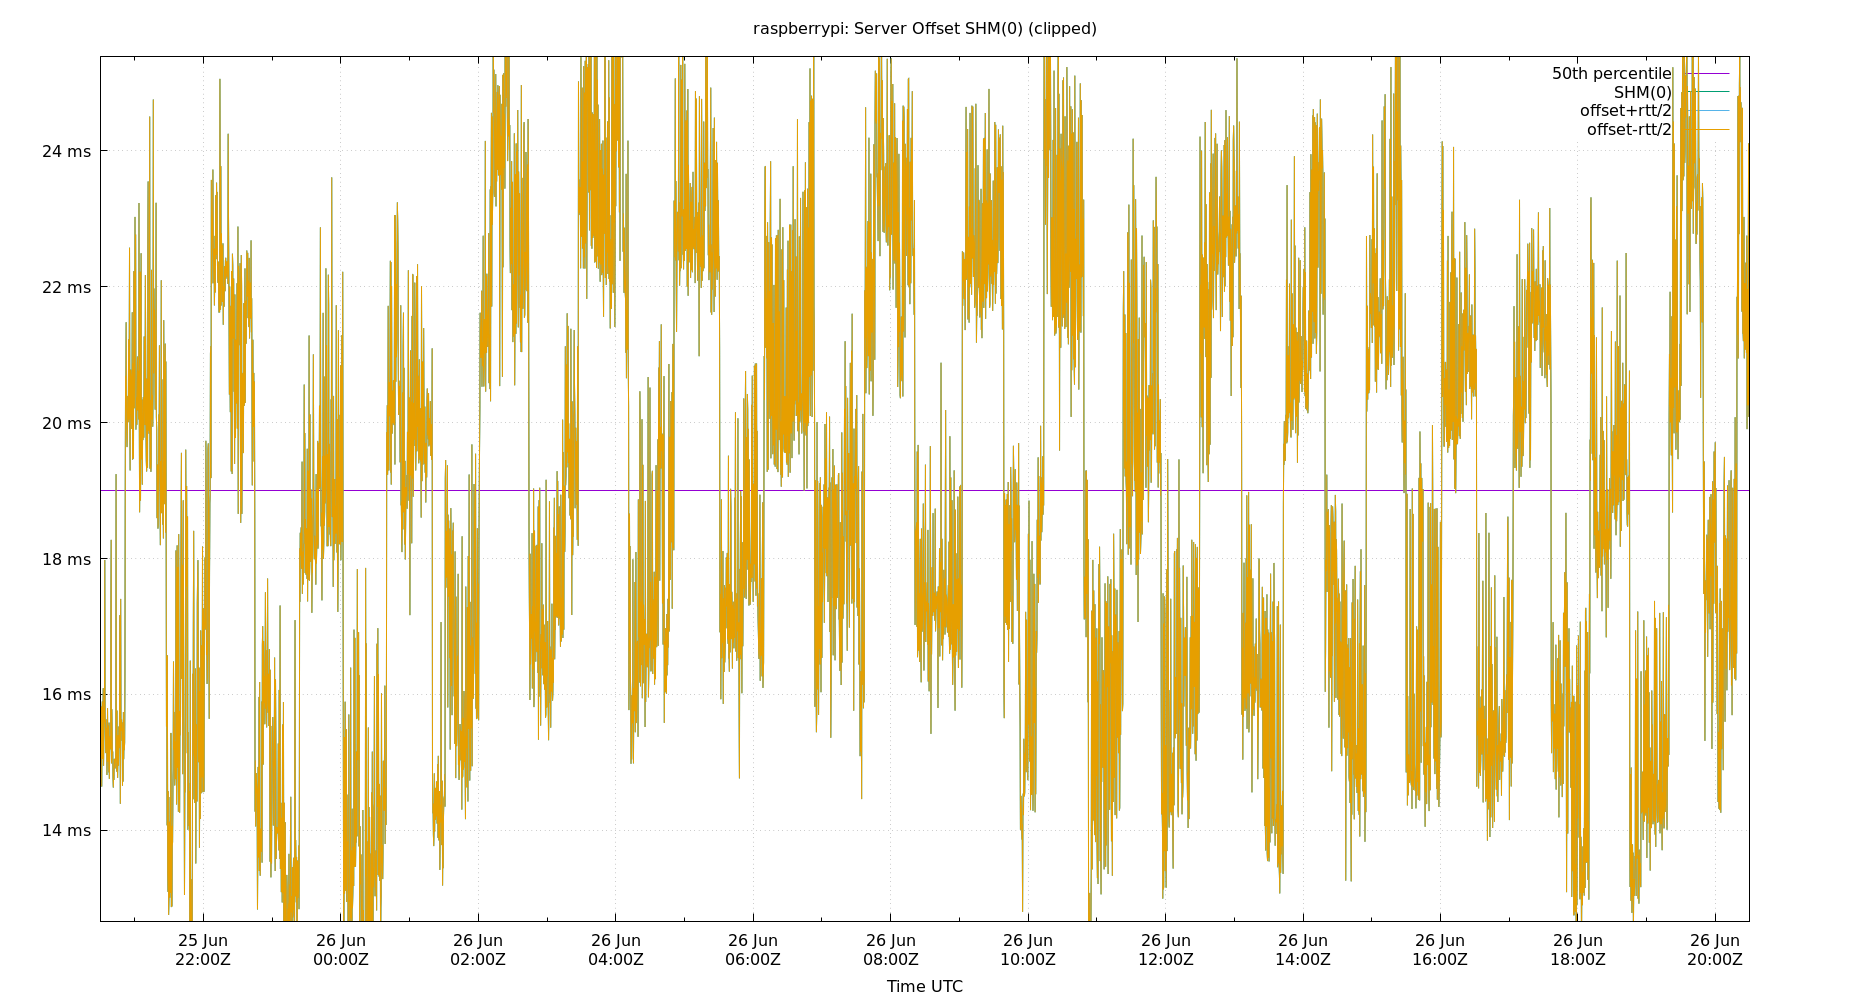 raspberrypi: Server Offset SHM(0) (clipped)
50th percentile
SHM(0)
offset+rtt/2
offset-rtt/2
24 ms
22 ms
20 ms
18 ms
16 ms
14 ms
25 Jun 26 Jun 26 Jun 26 Jun 26 Jun 26 Jun 26 Jun 26 Jun 26 Jun 26 Jun 26 Jun 26 Jun
22:00Z 00:00Z 02:00Z 04:00Z 06:00Z 08:00Z 10:00Z 12:00Z 14:00Z 16:00Z 18:00Z 20:00Z
Time UTC